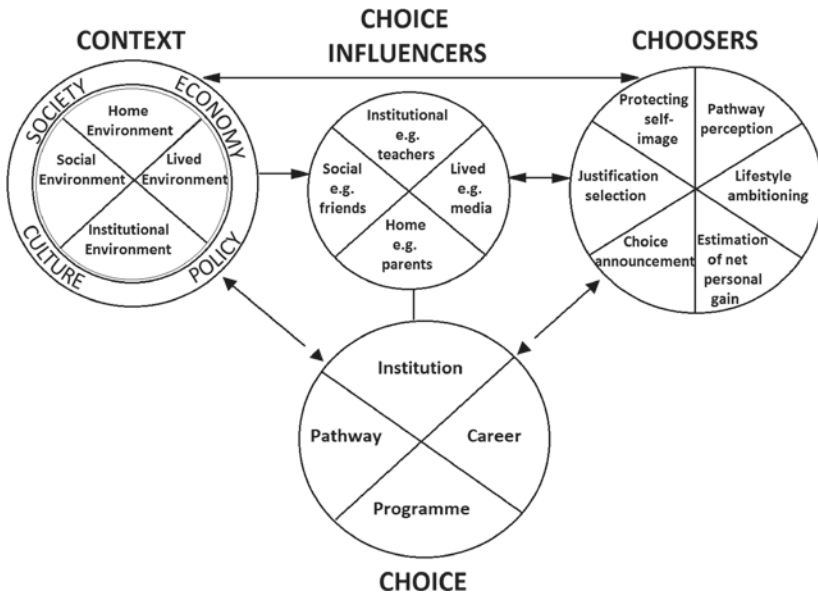 CONTEXT
CHOICE
INFLUENCERS
CHOOSERS
SOCIETY
ECONOMY
CULTURE
POLICY
Home
Environment
Social
Environment
Lived
Environment
Institutional
Environment
Institutional
e.g.
teachers
Social
e.g.
friends
Lived
e.g.
media
Home
e.g.
parents
Protecting
self-
image
Pathway
perception
Justification
selection
Lifestyle
ambitioning
Choice
announcement
Estimation
of net
personal
gain
Institution
Pathway
Career
Programme
CHOICE